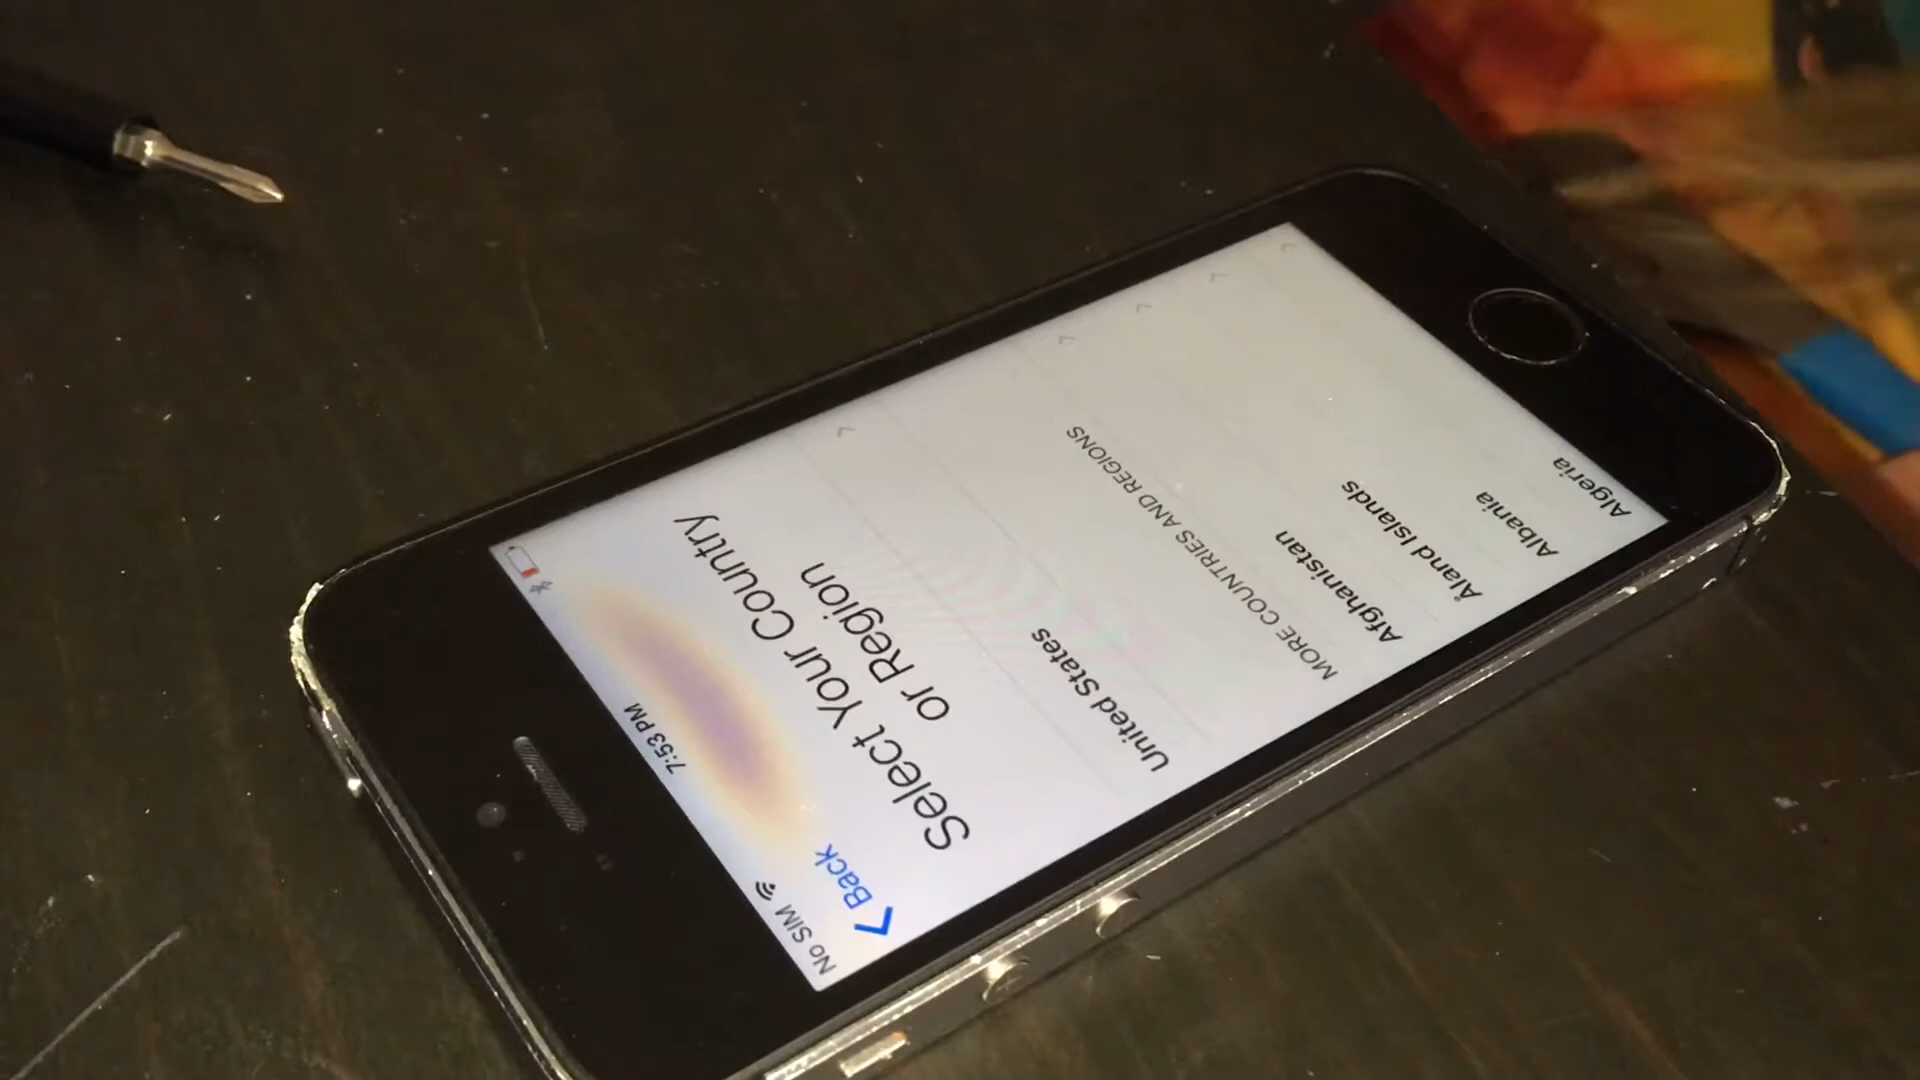 No SIM 7:53 PM
Back
Select Your Country
or Region
United States
MORE COUNTRIES AND REGIONS
Afghanistan
Åland Islands
Albania
Algeria